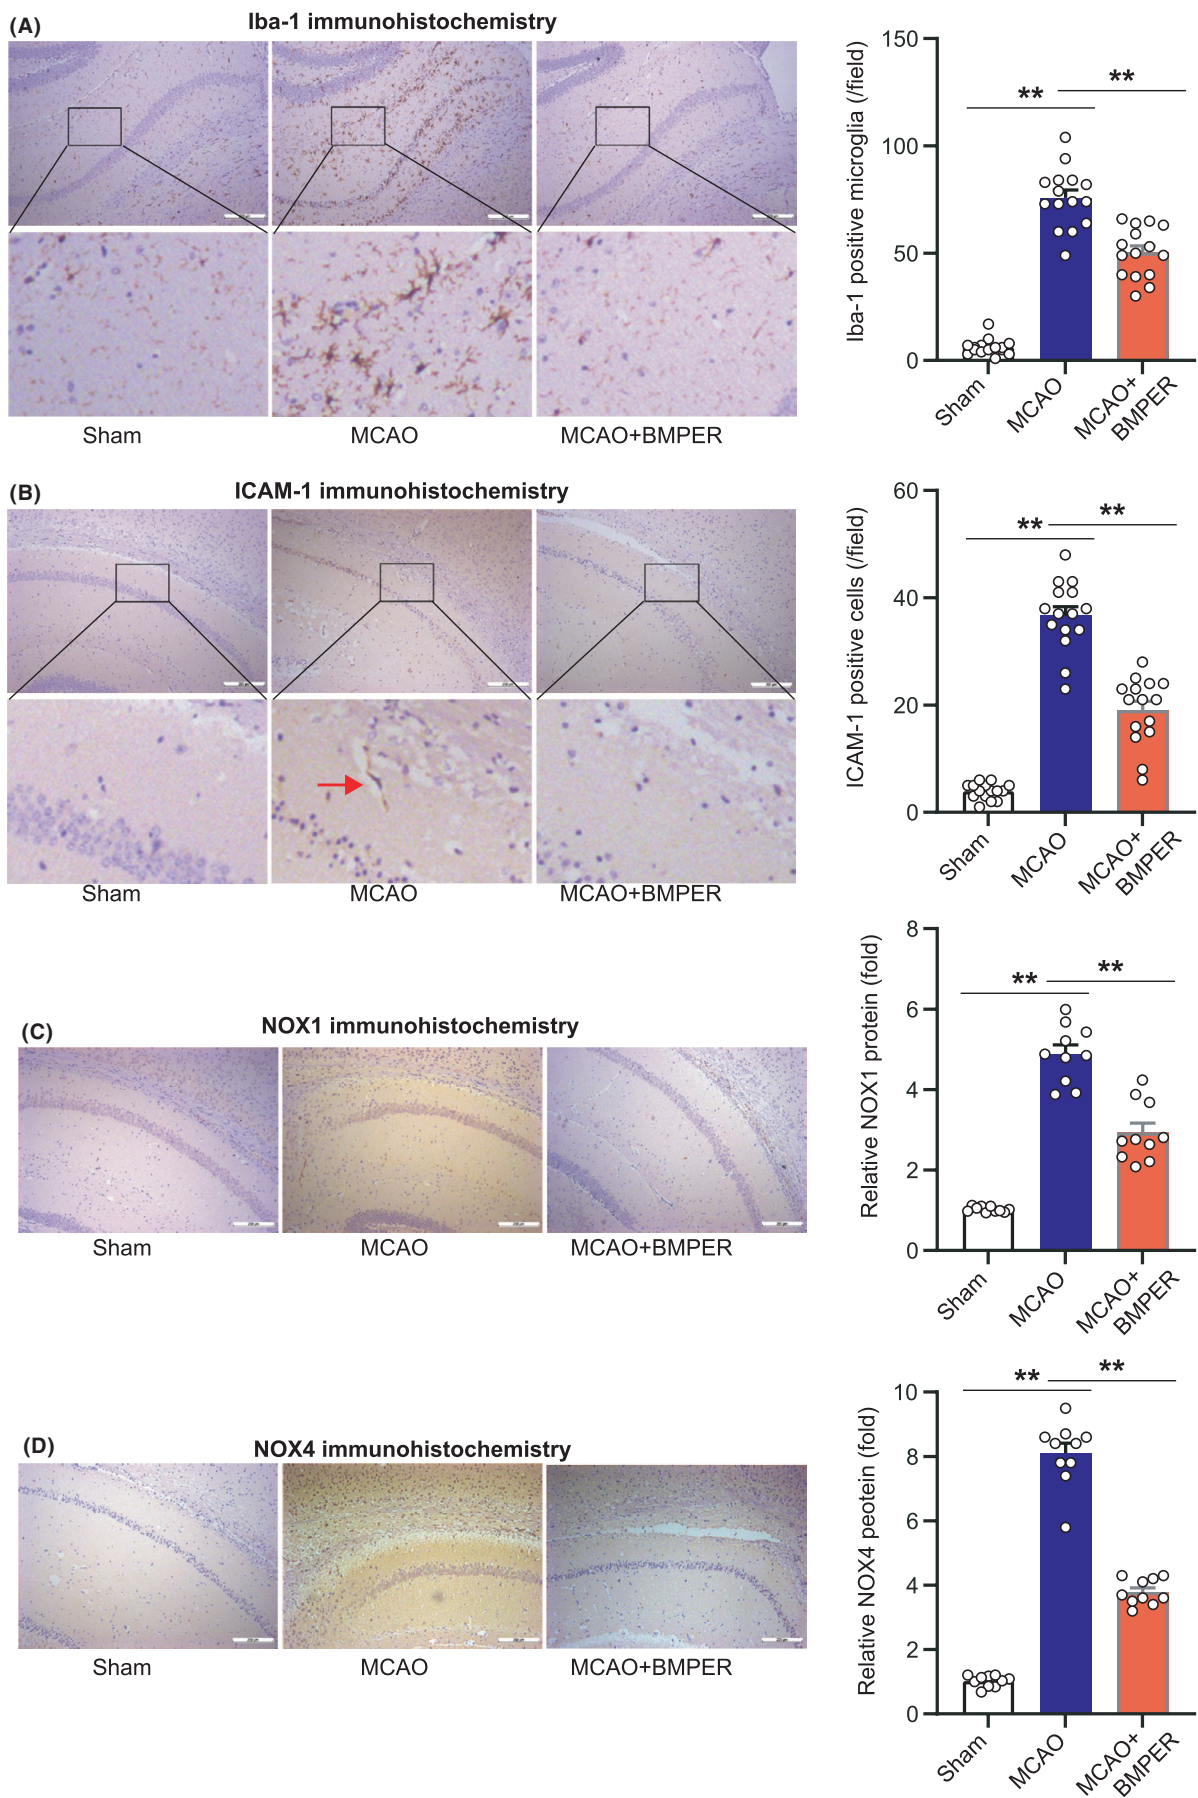 (A)
Iba-1 immunohistochemistry
Sham
MCAO
MCAO+BMPER
Iba-1 positive microglia (/field)
150
100
50
0
**
**
Sham
MCAO
MCAO+
BMPER
(B)
ICAM-1 immunohistochemistry
Sham
MCAO
MCAO+BMPER
ICAM-1 positive cells (/field)
60
40
20
0
**
**
Sham
MCAO
MCAO+
BMPER
(C)
NOX1 immunohistochemistry
Sham
MCAO
MCAO+BMPER
Relative NOX1 protein (fold)
8
6
4
2
0
**
**
Sham
MCAO
MCAO+
BMPER
(D)
NOX4 immunohistochemistry
Sham
MCAO
MCAO+BMPER
Relative NOX4 peotein (fold)
10
8
6
4
2
0
**
**
Sham
MCAO
MCAO+
BMPER